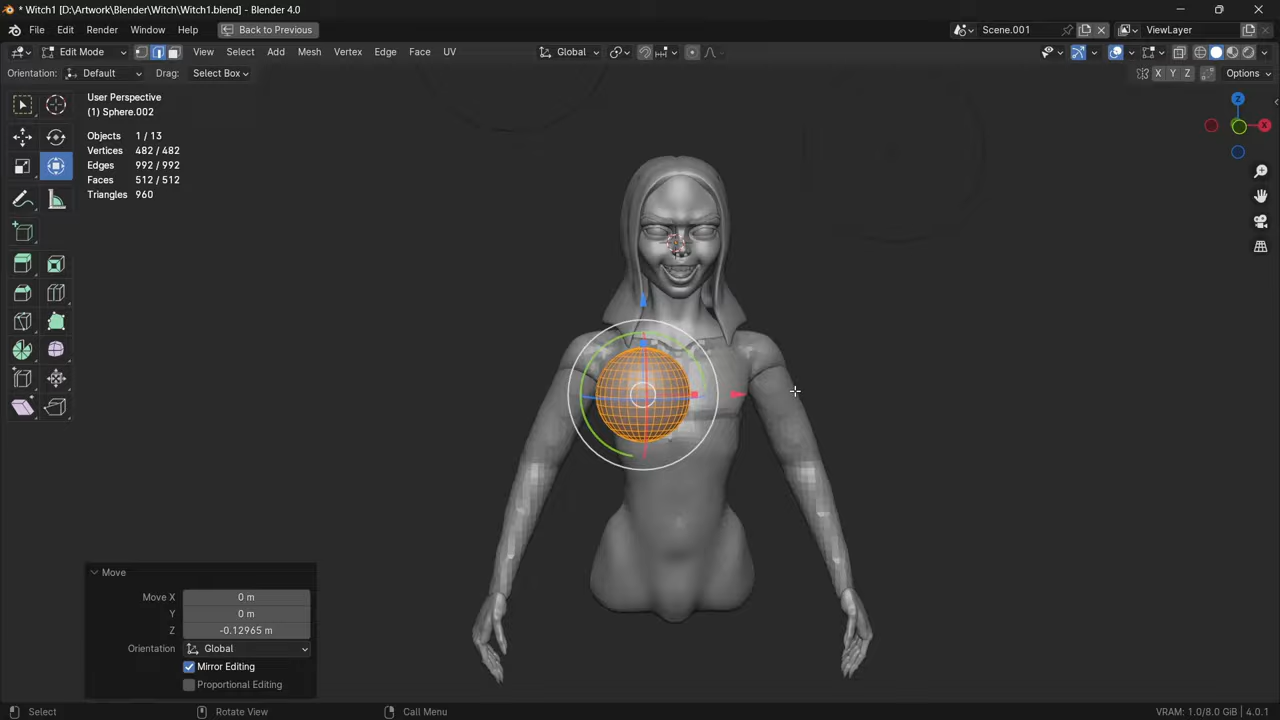 * Witch1 [D:\Artwork\Blender\Witch\Witch1.blend] - Blender 4.0
File Edit Render Window Help Back to Previous Scene.001 ViewLayer
Edit Mode View Select Add Mesh Vertex Edge Face UV Global
Orientation: Default Drag: Select Box X Y Z Options
User Perspective
(1) Sphere.002
Objects 1 / 13
Vertices 482 / 482
Edges 992 / 992
Faces 512 / 512
Triangles 960
Z
X
Move
Move X 0 m
Y 0 m
Z -0.12965 m
Orientation Global
Mirror Editing
Proportional Editing
Select Rotate View Call Menu VRAM: 1.0/8.0 GiB | 4.0.1